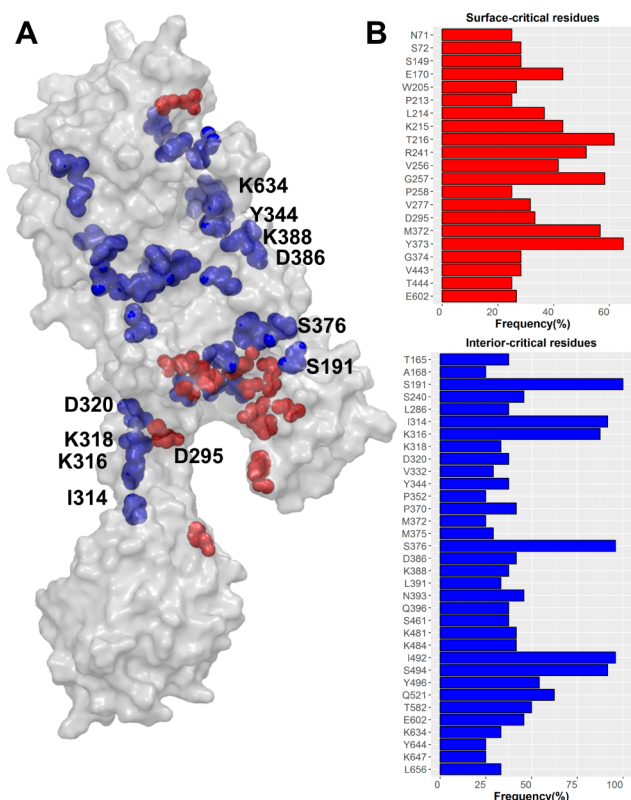 A
K634
Y344
K388
D386
S376
S191
D320
K318
K316
D295
I314
B
Surface-critical residues
N71
S72
S149
E170
W205
P213
L214
K215
T216
R241
V256
G257
P258
V277
D295
M372
Y373
G374
V443
T444
E602
0 20 40 60
Frequency(%)
Interior-critical residues
T165
A168
S191
S240
L286
I314
K316
K318
D320
V332
Y344
P352
P370
M372
M375
S376
D386
K388
L391
N393
Q396
S461
K481
K484
I492
S494
Y496
Q521
T582
E602
K634
Y644
K647
L656
0 25 50 75 100
Frequency(%)